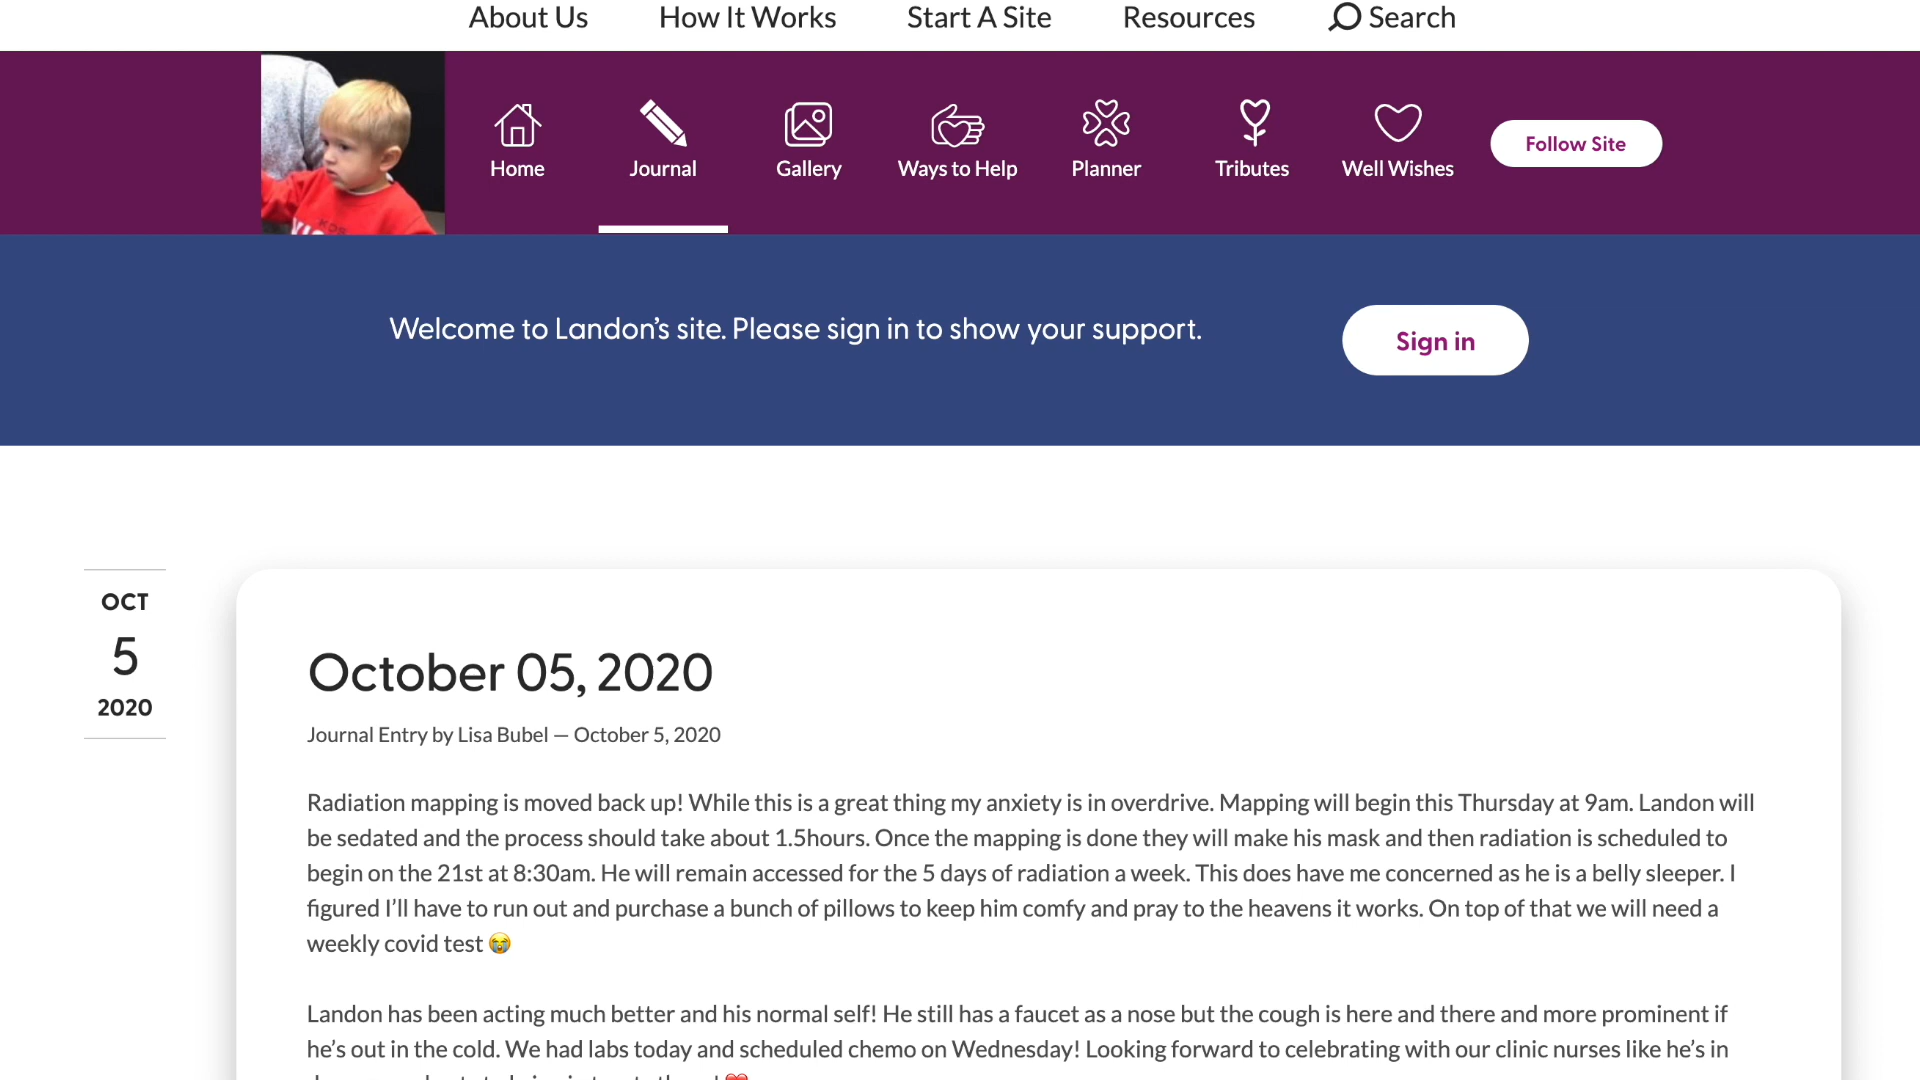 About Us How It Works Start A Site Resources Search
Home Journal Gallery Ways to Help Planner Tributes Well Wishes Follow Site
Welcome to Landon’s site. Please sign in to show your support. Sign in
OCT
5
2020
October 05, 2020
Journal Entry by Lisa Bubel — October 5, 2020
Radiation mapping is moved back up! While this is a great thing my anxiety is in overdrive. Mapping will begin this Thursday at 9am. Landon will
be sedated and the process should take about 1.5hours. Once the mapping is done they will make his mask and then radiation is scheduled to
begin on the 21st at 8:30am. He will remain accessed for the 5 days of radiation a week. This does have me concerned as he is a belly sleeper. I
figured I’ll have to run out and purchase a bunch of pillows to keep him comfy and pray to the heavens it works. On top of that we will need a
weekly covid test 😭
Landon has been acting much better and his normal self! He still has a faucet as a nose but the cough is here and there and more prominent if
he’s out in the cold. We had labs today and scheduled chemo on Wednesday! Looking forward to celebrating with our clinic nurses like he’s in